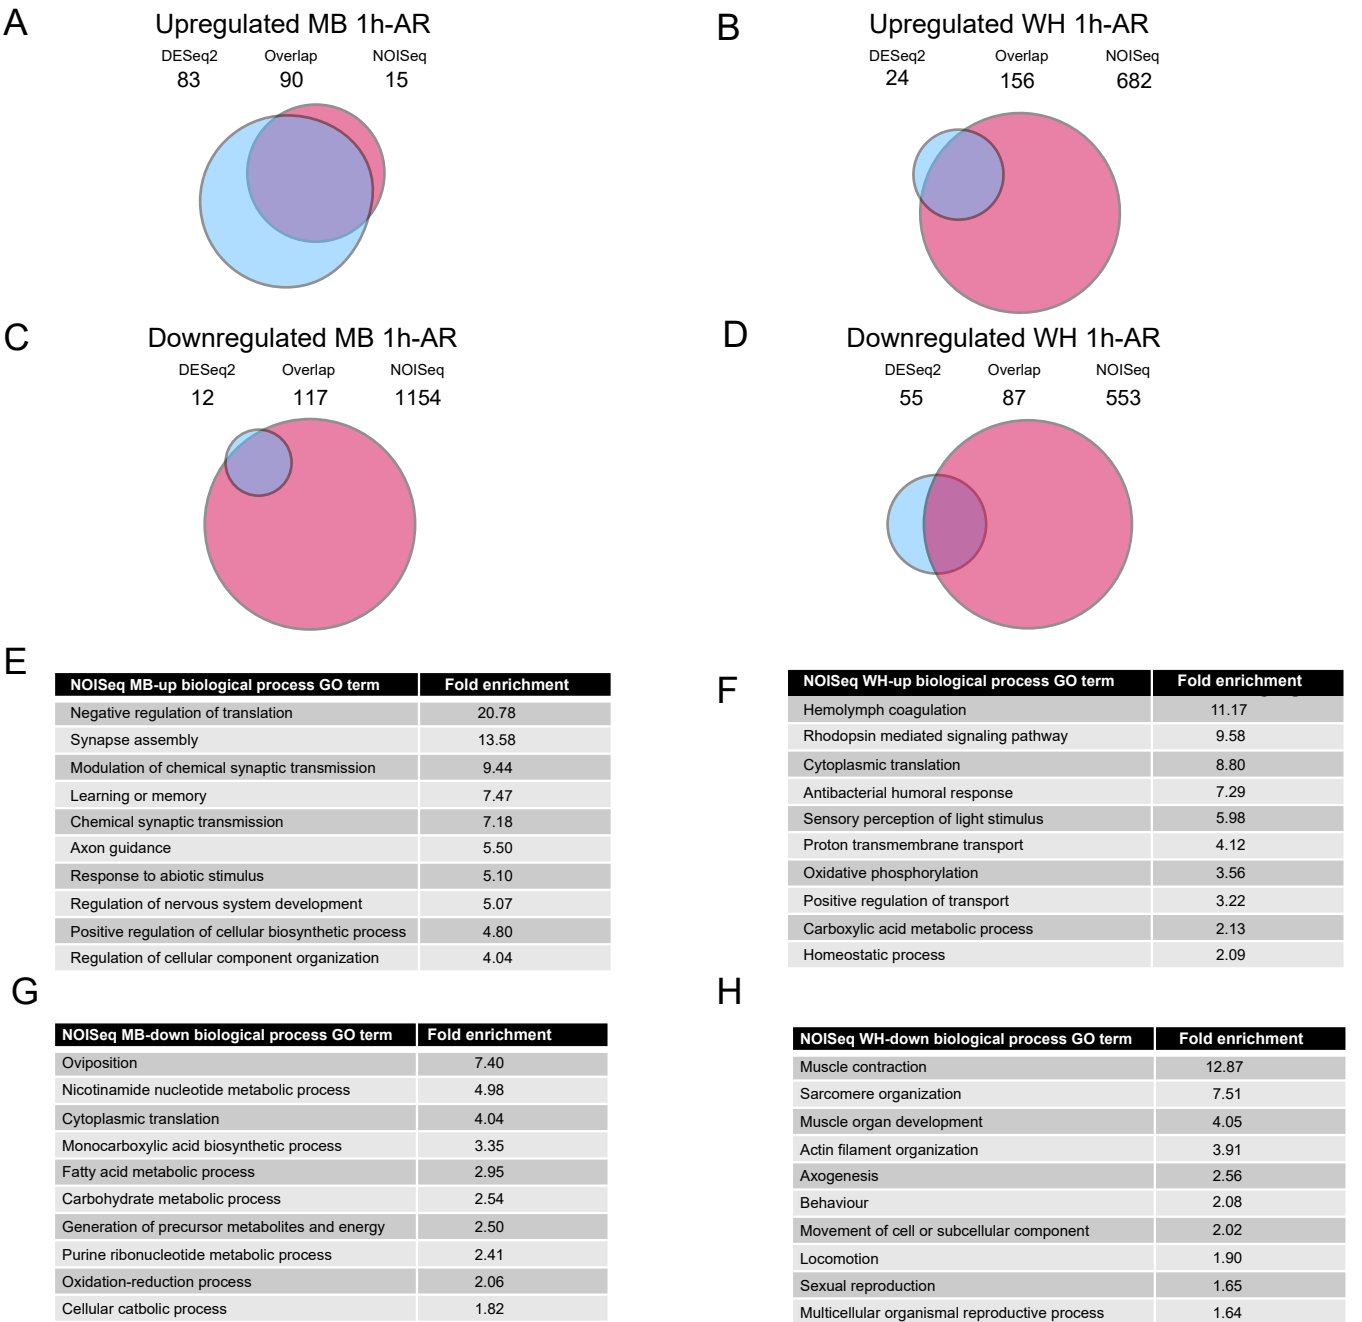 A
Upregulated MB 1h-AR
DESeq2 Overlap NOISeq
83 90 15
B
Upregulated WH 1h-AR
DESeq2 Overlap NOISeq
24 156 682
C
Downregulated MB 1h-AR
DESeq2 Overlap NOISeq
12 117 1154
D
Downregulated WH 1h-AR
DESeq2 Overlap NOISeq
55 87 553
E
NOISeq MB-up biological process GO term Fold enrichment
Negative regulation of translation 20.78
Synapse assembly 13.58
Modulation of chemical synaptic transmission 9.44
Learning or memory 7.47
Chemical synaptic transmission 7.18
Axon guidance 5.50
Response to abiotic stimulus 5.10
Regulation of nervous system development 5.07
Positive regulation of cellular biosynthetic process 4.80
Regulation of cellular component organization 4.04
F
NOISeq WH-up biological process GO term Fold enrichment
Hemolymph coagulation 11.17
Rhodopsin mediated signaling pathway 9.58
Cytoplasmic translation 8.80
Antibacterial humoral response 7.29
Sensory perception of light stimulus 5.98
Proton transmembrane transport 4.12
Oxidative phosphorylation 3.56
Positive regulation of transport 3.22
Carboxylic acid metabolic process 2.13
Homeostatic process 2.09
G
NOISeq MB-down biological process GO term Fold enrichment
Oviposition 7.40
Nicotinamide nucleotide metabolic process 4.98
Cytoplasmic translation 4.04
Monocarboxylic acid biosynthetic process 3.35
Fatty acid metabolic process 2.95
Carbohydrate metabolic process 2.54
Generation of precursor metabolites and energy 2.50
Purine ribonucleotide metabolic process 2.41
Oxidation-reduction process 2.06
Cellular catbolic process 1.82
H
NOISeq WH-down biological process GO term Fold enrichment
Muscle contraction 12.87
Sarcomere organization 7.51
Muscle organ development 4.05
Actin filament organization 3.91
Axogenesis 2.56
Behaviour 2.08
Movement of cell or subcellular component 2.02
Locomotion 1.90
Sexual reproduction 1.65
Multicellular organismal reproductive process 1.64